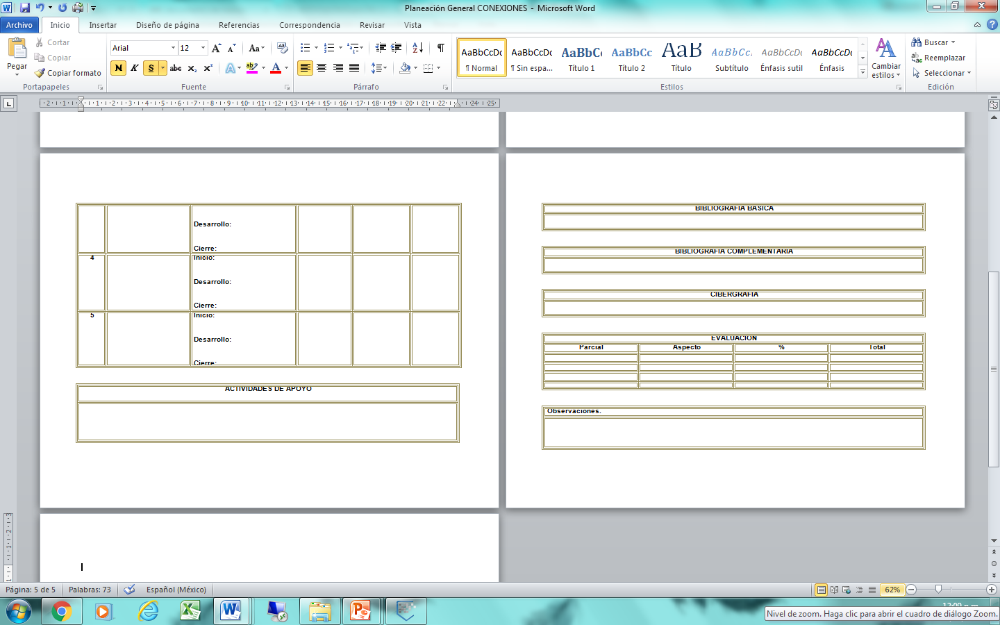 Planeación General CONEXIONES - Microsoft Word
Archivo Inicio Insertar Diseño de página Referencias Correspondencia Revisar Vista
Pegar
Cortar
Copiar
Copiar formato
Portapapeles
Arial 12
N K S abc x₂ x²
Fuente
Párrafo
AaBbCcDc AaBbCcDc AaBbCc AaBbCc AaB AaBbCc. AaBbCcDc AaBbCcDc
¶ Normal ¶ Sin espa... Título 1 Título 2 Título Subtítulo Énfasis sutil Énfasis
Estilos
Cambiar estilos
Buscar
Reemplazar
Seleccionar
Edición
2 1 1 2 3 4 5 6 7 8 9 10 11 12 13 14 15 16 17 18 19 20 21 22 24 25
Desarrollo:
Cierre:
4 Inicio:
Desarrollo:
Cierre:
5 Inicio:
Desarrollo:
Cierre:
ACTIVIDADES DE APOYO
BIBLIOGRAFIA BASICA
BIBLIOGRAFIA COMPLEMENTARIA
CIBERGRAFIA
EVALUACION
Parcial Aspecto % Total
Observaciones.
Página: 5 de 5 Palabras: 73 Español (México) 62%
Nivel de zoom. Haga clic para abrir el cuadro de diálogo Zoom.